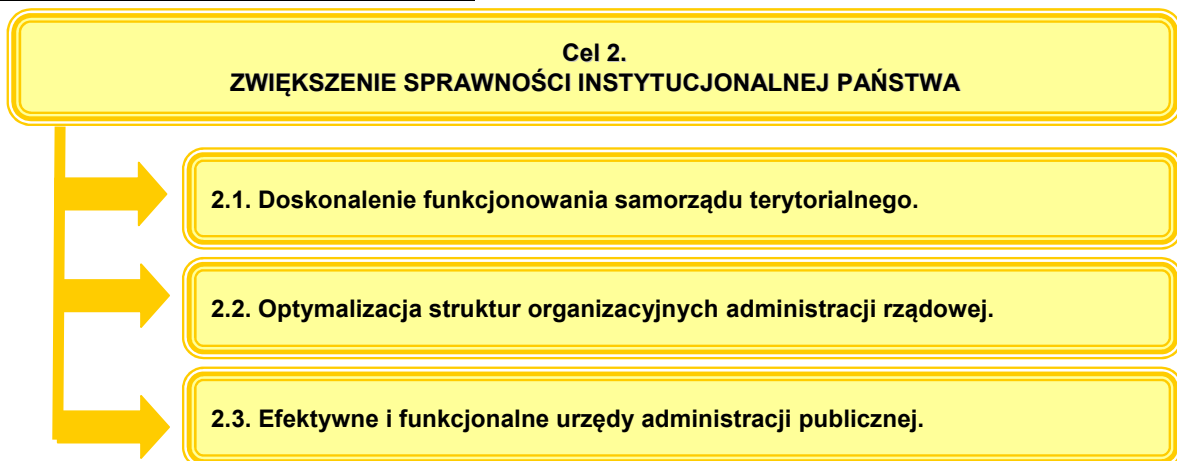 Cel 2.
ZWIĘKSZENIE SPRAWNOŚCI INSTYTUCJONALNEJ PAŃSTWA
2.1. Doskonalenie funkcjonowania samorządu terytorialnego.
2.2. Optymalizacja struktur organizacyjnych administracji rządowej.
2.3. Efektywne i funkcjonalne urzędy administracji publicznej.